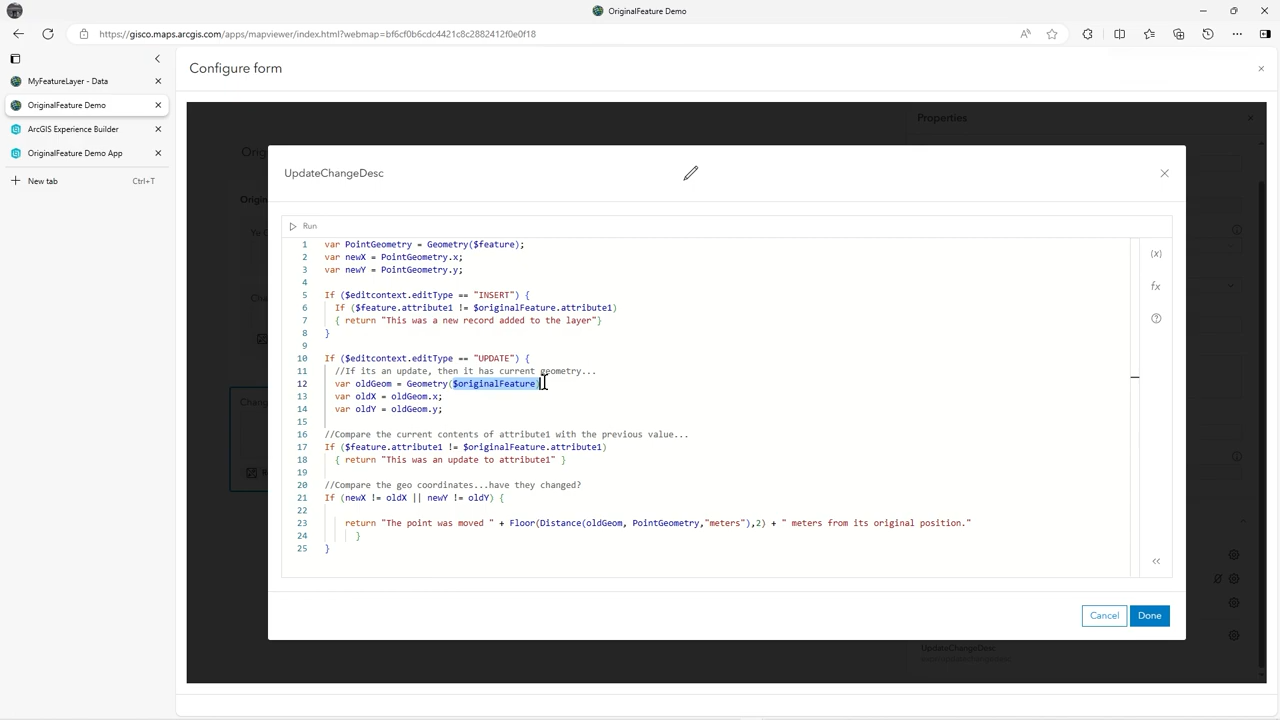 OriginalFeature Demo
https://gisco.maps.arcgis.com/apps/mapviewer/index.html?webmap=bf6cf0b6cdc4421c8c2882412f0e0f18
MyFeatureLayer - Data
OriginalFeature Demo
ArcGIS Experience Builder
OriginalFeature Demo App
New tab Ctrl+T
Configure form
Properties
UpdateChangeDesc
Run
1 var PointGeometry = Geometry($feature);
2 var newX = PointGeometry.x;
3 var newY = PointGeometry.y;
4
5 If ($editcontext.editType == "INSERT") {
6 If ($feature.attribute1 != $originalFeature.attribute1)
7 { return "This was a new record added to the layer"}
8 }
9
10 If ($editcontext.editType == "UPDATE") {
11 //If its an update, then it has current geometry...
12 var oldGeom = Geometry($originalFeature)
13 var oldX = oldGeom.x;
14 var oldY = oldGeom.y;
15
16 //Compare the current contents of attribute1 with the previous value...
17 If ($feature.attribute1 != $originalFeature.attribute1)
18 { return "This was an update to attribute1" }
19
20 //Compare the geo coordinates...have they changed?
21 If (newX != oldX || newY != oldY) {
22
23 return "The point was moved " + Floor(Distance(oldGeom, PointGeometry,"meters"),2) + " meters from its original position."
24 }
25 }
(x)
fx
Cancel
Done
UpdateChangeDesc